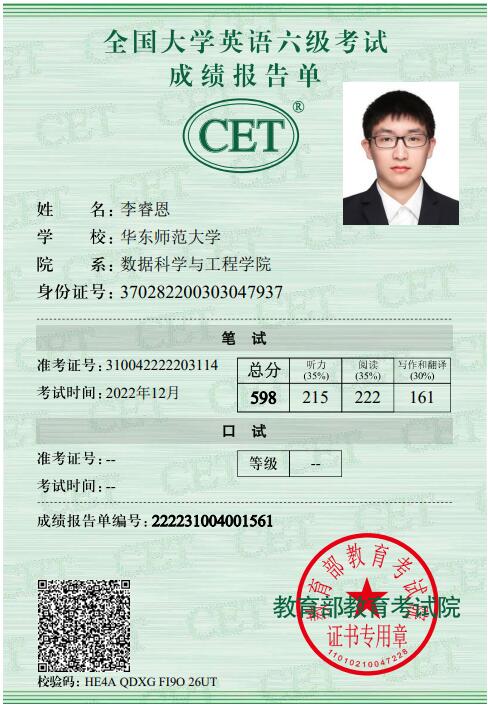 全国大学英语六级考试
成绩报告单
CET®
姓 名:李睿恩
学 校:华东师范大学
院 系:数据科学与工程学院
身份证号:370282200303047937
笔 试
准考证号:310042222203114
考试时间:2022年12月
总分 听力(35%) 阅读(35%) 写作和翻译(30%)
598 215 222 161
口 试
准考证号:--
考试时间:--
等级 --
成绩报告单编号:222231004001561
教育部教育考试院
教育部教育考试院
证书专用章
11010210047228
校验码: HE4A QDXG FI9O 26UT